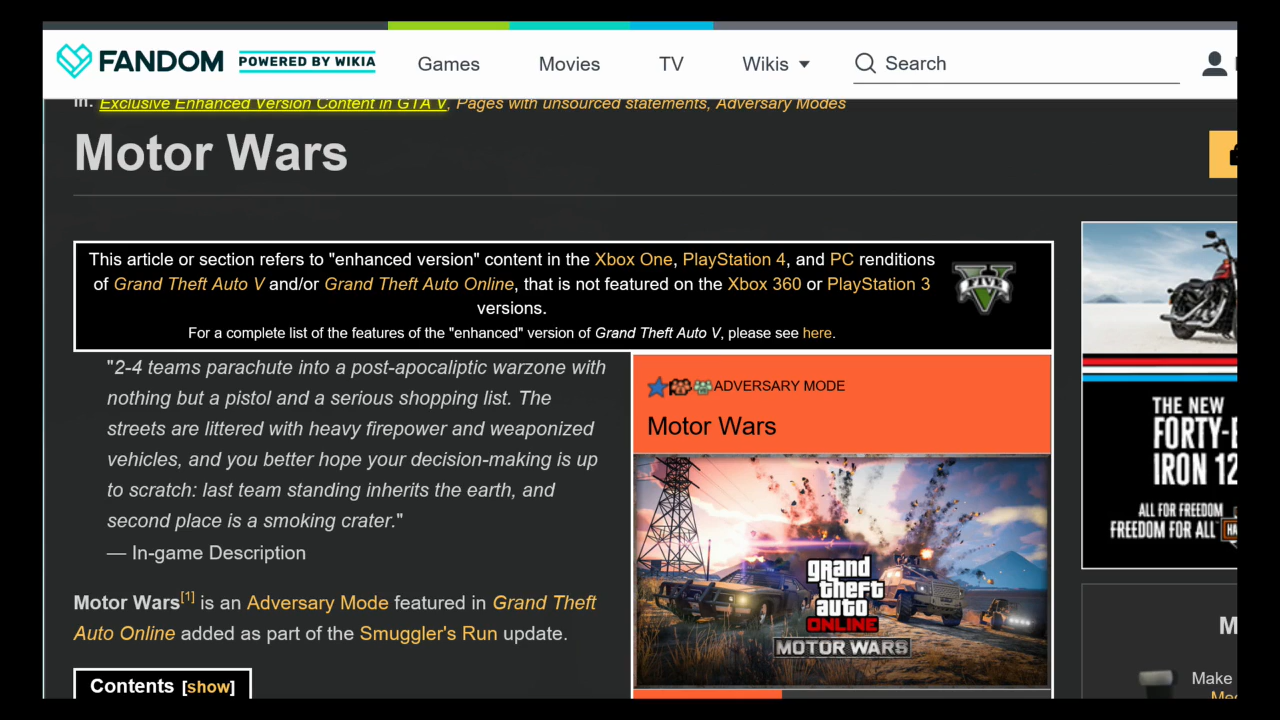 FANDOM POWERED BY WIKIA Games Movies TV Wikis Search
in: Exclusive Enhanced Version Content in GTA V, Pages with unsourced statements, Adversary Modes
Motor Wars
This article or section refers to "enhanced version" content in the Xbox One, PlayStation 4, and PC renditions
of Grand Theft Auto V and/or Grand Theft Auto Online, that is not featured on the Xbox 360 or PlayStation 3
versions.
For a complete list of the features of the "enhanced" version of Grand Theft Auto V, please see here.
FIVE
"2-4 teams parachute into a post-apocaliptic warzone with
nothing but a pistol and a serious shopping list. The
streets are littered with heavy firepower and weaponized
vehicles, and you better hope your decision-making is up
to scratch: last team standing inherits the earth, and
second place is a smoking crater."
— In-game Description
Motor Wars[1] is an Adversary Mode featured in Grand Theft
Auto Online added as part of the Smuggler's Run update.
Contents [show]
ADVERSARY MODE
Motor Wars
grand
theft
auto
ONLINE
MOTOR WARS
THE NEW
FORTY-E
IRON 12
ALL FOR FREEDOM
FREEDOM FOR ALL
M
Make